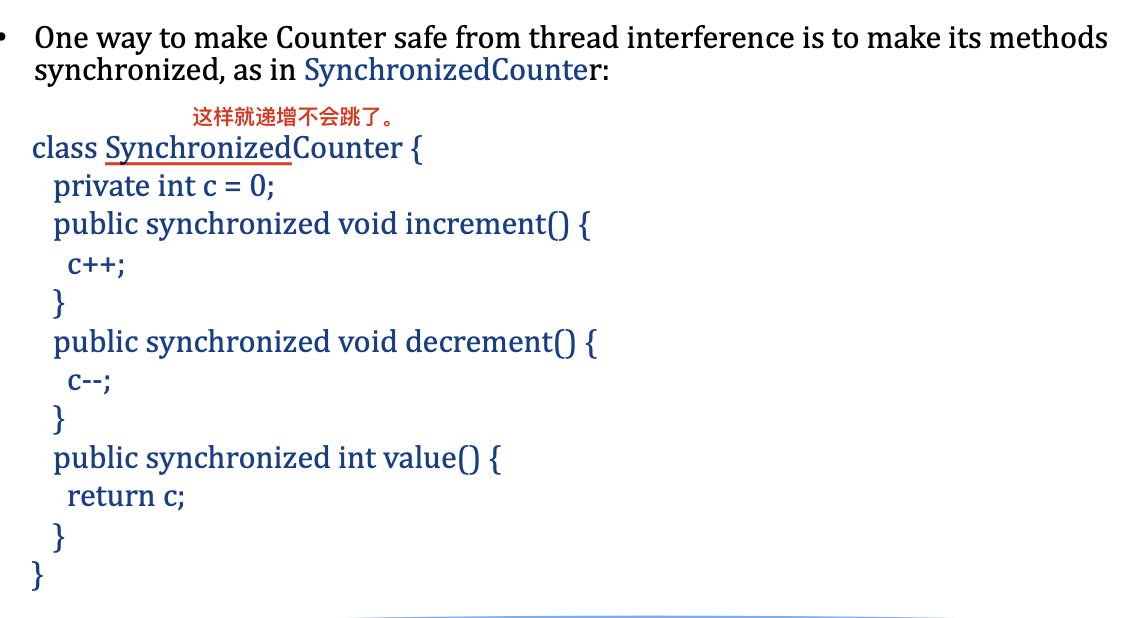 • One way to make Counter safe from thread interference is to make its methods
synchronized, as in SynchronizedCounter:
这样就递增不会跳了。
class SynchronizedCounter {
private int c = 0;
public synchronized void increment() {
c++;
}
public synchronized void decrement() {
c--;
}
public synchronized int value() {
return c;
}
}